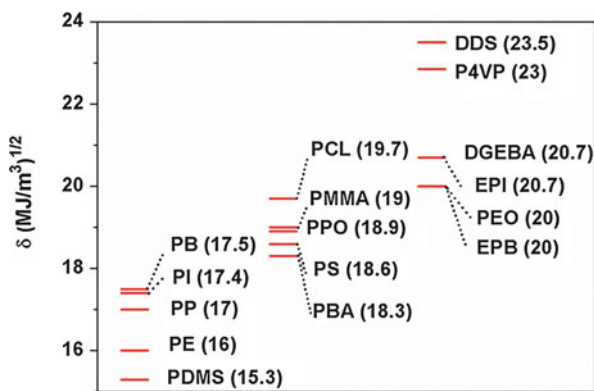 δ (MJ/m³)¹/²
24
22
20
18
16
DDS (23.5)
P4VP (23)
PCL (19.7)
DGEBA (20.7)
PMMA (19)
EPI (20.7)
PPO (18.9)
PEO (20)
PB (17.5)
EPB (20)
PI (17.4)
PS (18.6)
PP (17)
PBA (18.3)
PE (16)
PDMS (15.3)